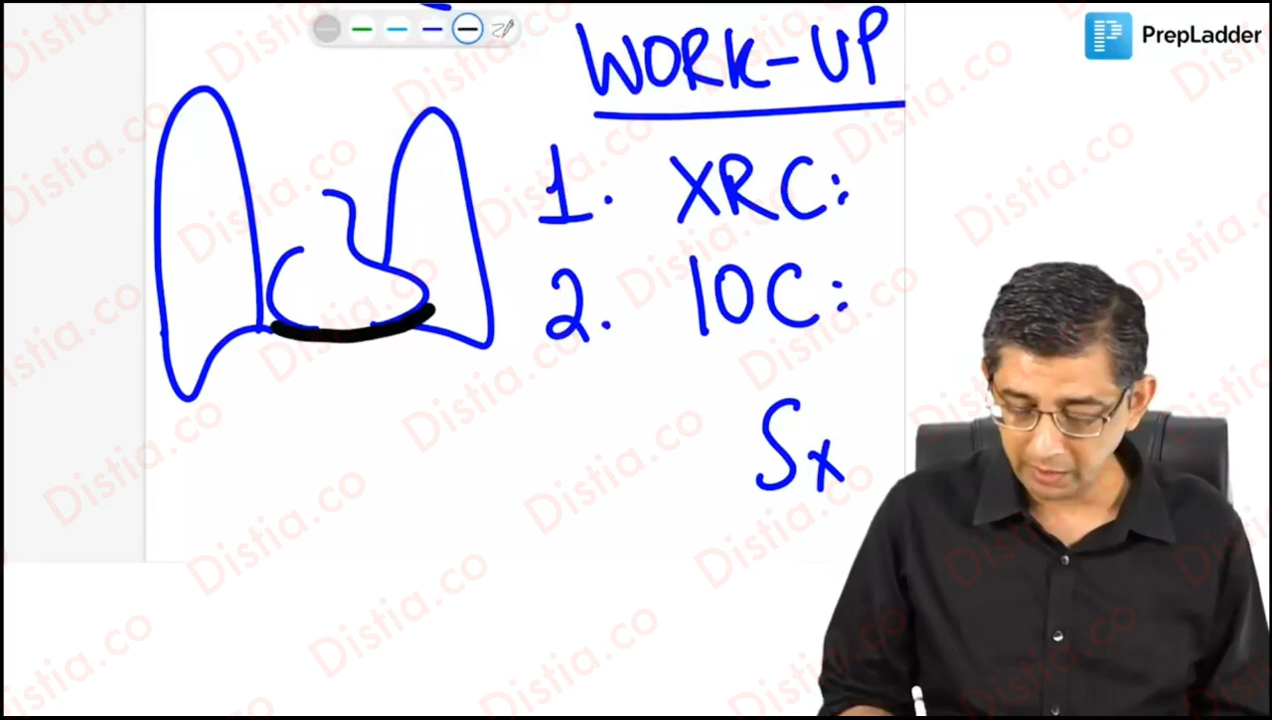 PrepLadder
WORK-UP
1. XRC:
2. IOC:
Sx
Distia.co